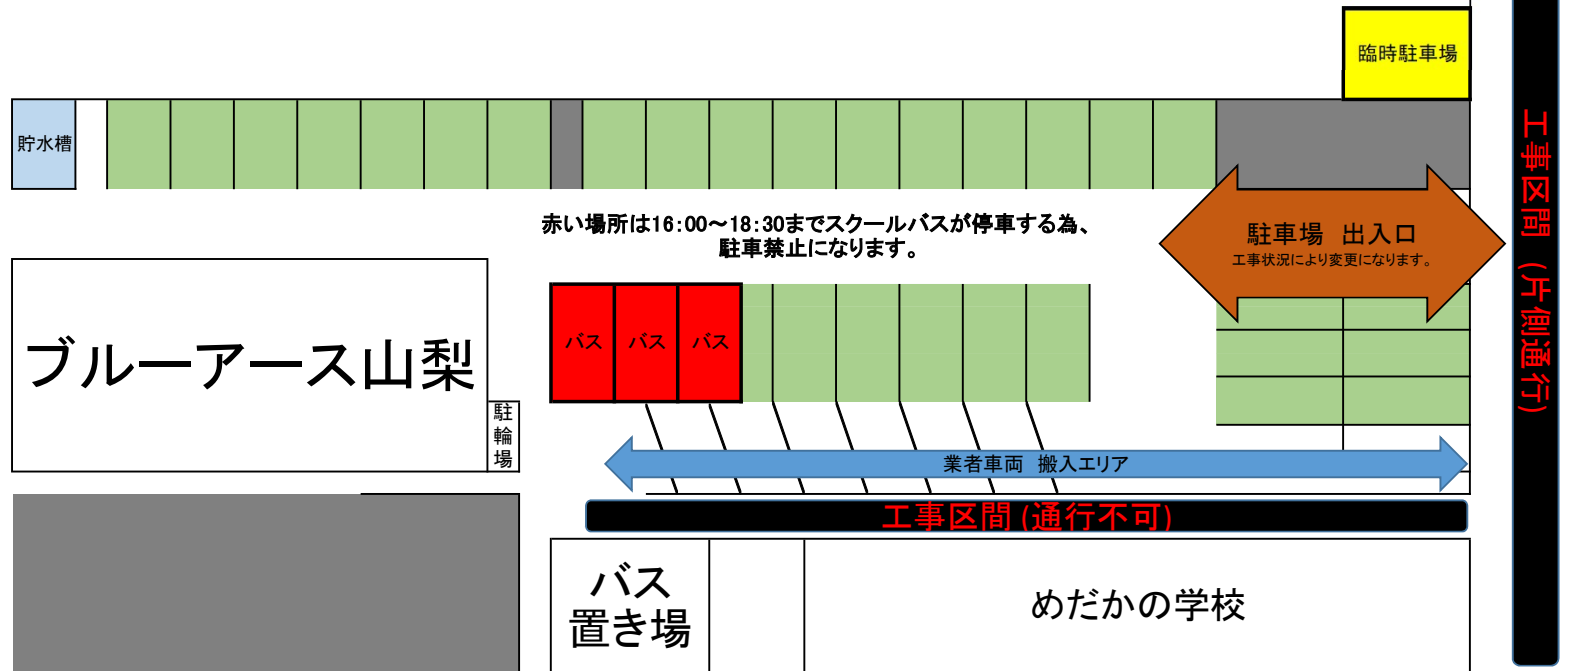 臨時駐車場
貯水槽
赤い場所は16:00～18:30までスクールバスが停車する為、
駐車禁止になります。
駐車場　出入口
工事状況により変更になります。
工事区間　(片側通行)
ブルーアース山梨
バス
バス
バス
駐輪場
業者車両　搬入エリア
工事区間 (通行不可)
バス
置き場
めだかの学校